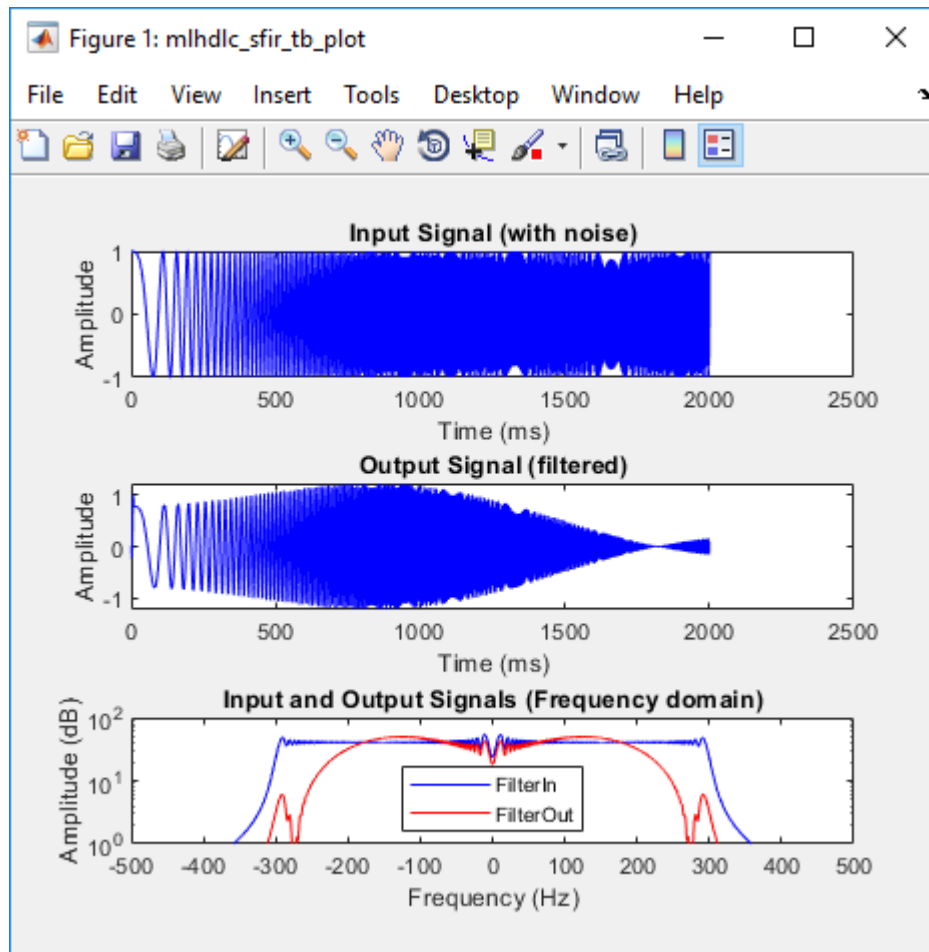 Figure 1: mlhdlc_sfir_tb_plot
File Edit View Insert Tools Desktop Window Help
Input Signal (with noise)
Amplitude
1
0
-1
0 500 1000 1500 2000 2500
Time (ms)
Output Signal (filtered)
Amplitude
1
0
-1
0 500 1000 1500 2000 2500
Time (ms)
Input and Output Signals (Frequency domain)
Amplitude (dB)
10^2
10^1
10^0
FilterIn
FilterOut
-500 -400 -300 -200 -100 0 100 200 300 400 500
Frequency (Hz)